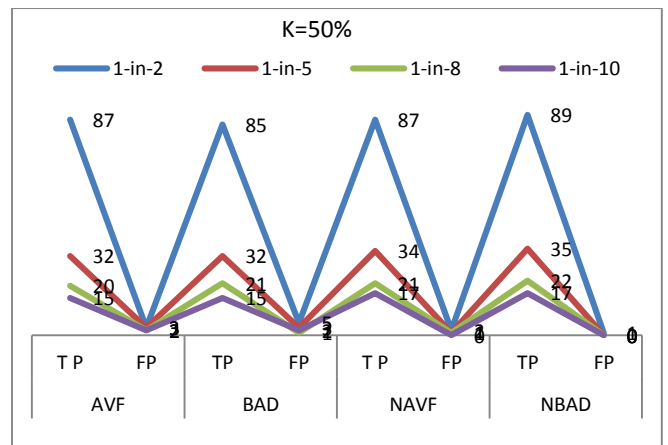 K=50%
1-in-2 1-in-5 1-in-8 1-in-10
87 85 87 89
32 32 34 35
20 21 21 22
15 15 17 17
5
T P FP TP FP T P FP TP FP
AVF BAD NAVF NBAD